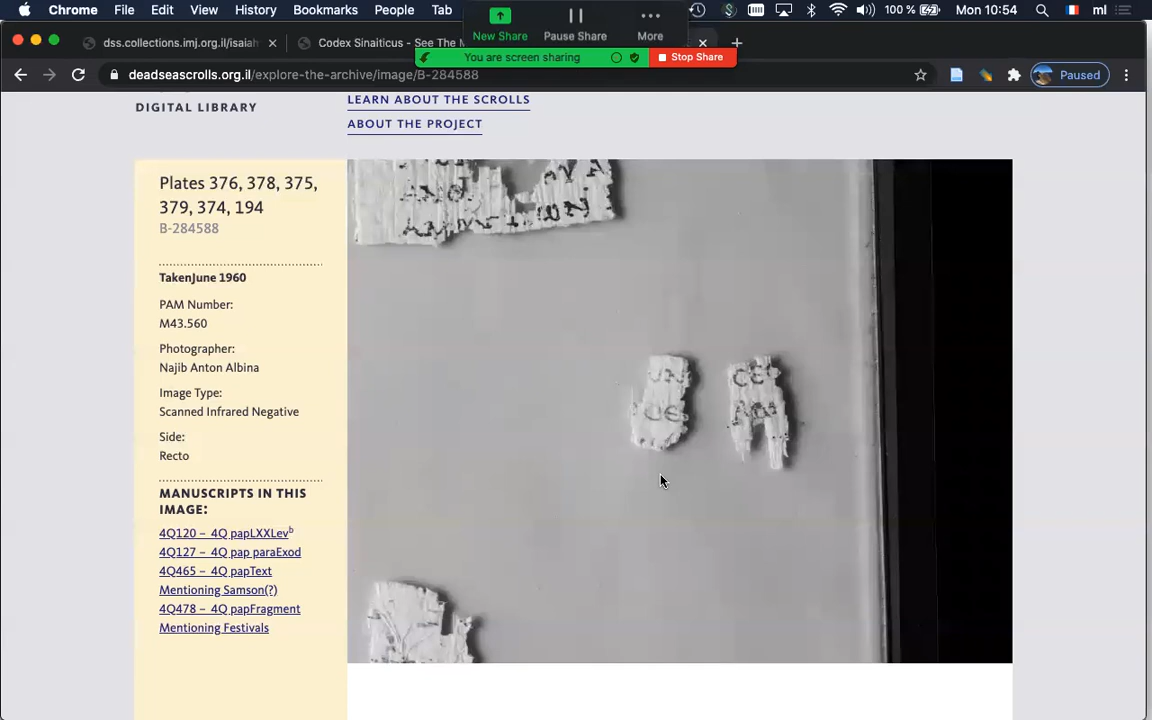 Chrome File Edit View History Bookmarks People Tab
New Share Pause Share More
100 % Mon 10:54 ml
dss.collections.imj.org.il/isaiah
Codex Sinaiticus - See The M
You are screen sharing
Stop Share
deadseascrolls.org.il/explore-the-archive/image/B-284588
Paused
DIGITAL LIBRARY
LEARN ABOUT THE SCROLLS
ABOUT THE PROJECT
Plates 376, 378, 375,
379, 374, 194
B-284588
TakenJune 1960
PAM Number:
M43.560
Photographer:
Najib Anton Albina
Image Type:
Scanned Infrared Negative
Side:
Recto
MANUSCRIPTS IN THIS
IMAGE:
4Q120 – 4Q papLXXLevᵇ
4Q127 – 4Q pap paraExod
4Q465 – 4Q papText
Mentioning Samson(?)
4Q478 – 4Q papFragment
Mentioning Festivals